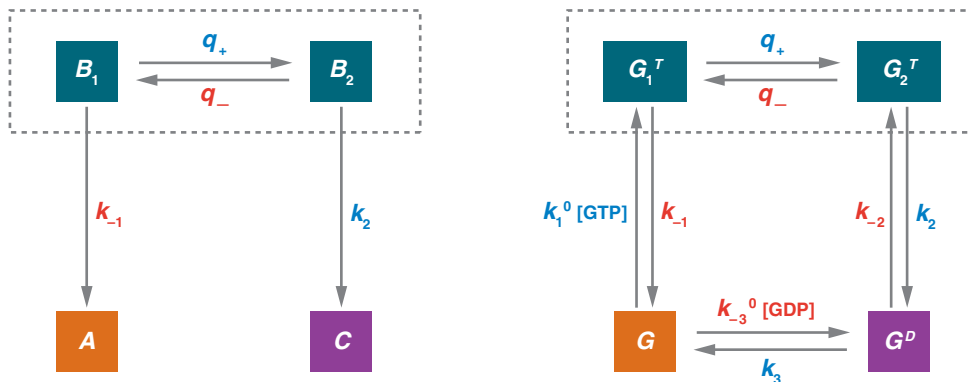 q₊
B₁ B₂
q₋
k₋₁ k₂
A C
q₊
G₁ᵀ G₂ᵀ
q₋
k₁⁰ [GTP] k₋₁ k₋₂ k₂
k₋₃⁰ [GDP]
G Gᴰ
k₃